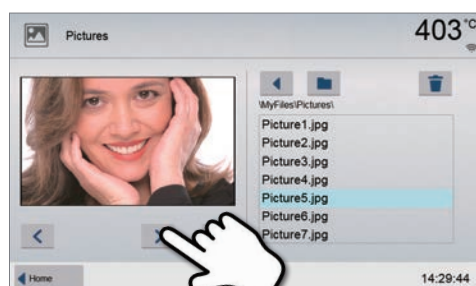 Pictures
403 °C
\MyFiles\Pictures\
Picture1.jpg
Picture2.jpg
Picture3.jpg
Picture4.jpg
Picture5.jpg
Picture6.jpg
Picture7.jpg
Home
14:29:44